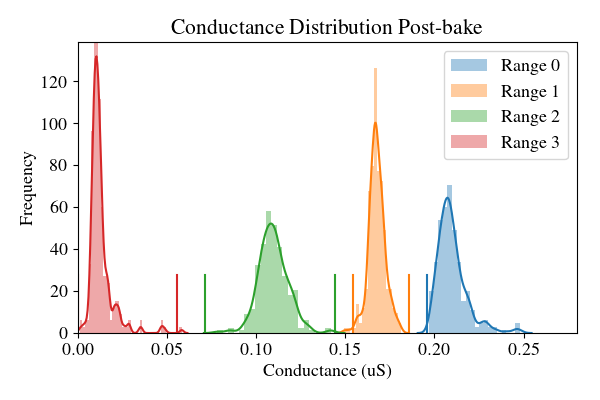 Conductance Distribution Post-bake
Frequency
120
100
80
60
40
20
0
Range 0
Range 1
Range 2
Range 3
0.00
0.05
0.10
0.15
0.20
0.25
Conductance (uS)